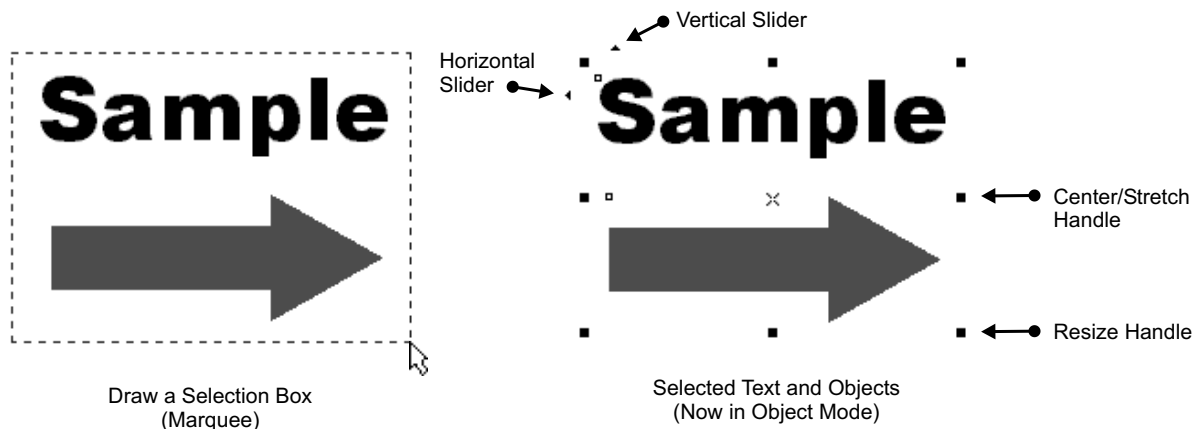 Vertical Slider
Horizontal
Slider
Sample
Sample
Center/Stretch
Handle
Resize Handle
Draw a Selection Box
(Marquee)
Selected Text and Objects
(Now in Object Mode)